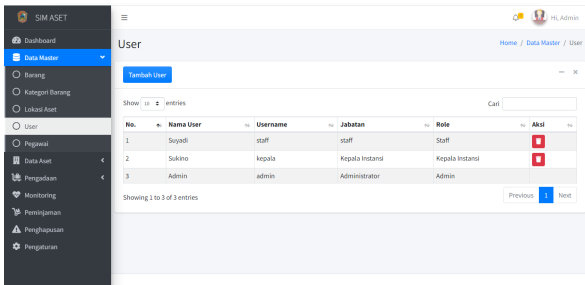 SIM ASET
Hi, Admin
Dashboard
Data Master
Barang
Kategori Barang
Lokasi Aset
User
Pegawai
Data Aset
Pengadaan
Monitoring
Peminjaman
Penghapusan
Pengaturan
User
Home / Data Master / User
Tambah User
Show 10 entries
Cari
No. Nama User Username Jabatan Role Aksi
1 Suyadi staff staff Staff
2 Sukino kepala Kepala Instansi Kepala Instansi
3 Admin admin Administrator Admin
Showing 1 to 3 of 3 entries
Previous 1 Next